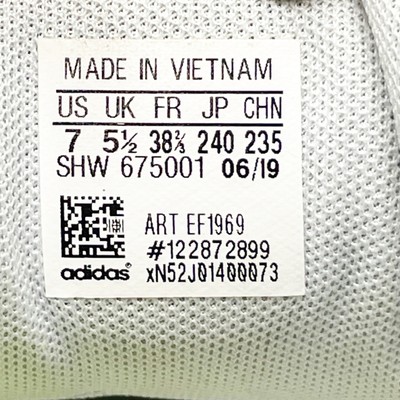 MADE IN VIETNAM
US UK FR JP CHN
7 5½ 38⅔ 240 235
SHW 675001 06/19
ART EF1969
#122872899
adidas® xN52J01400073